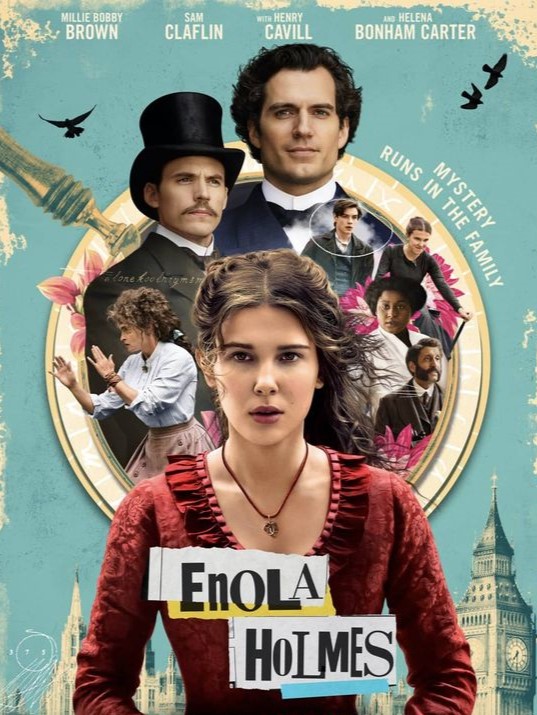 MILLIE BOBBY
BROWN
SAM
CLAFLIN
WITH HENRY
CAVILL
AND HELENA
BONHAM CARTER
MYSTERY
RUNS IN THE FAMILY
ENOLA
HOLMES